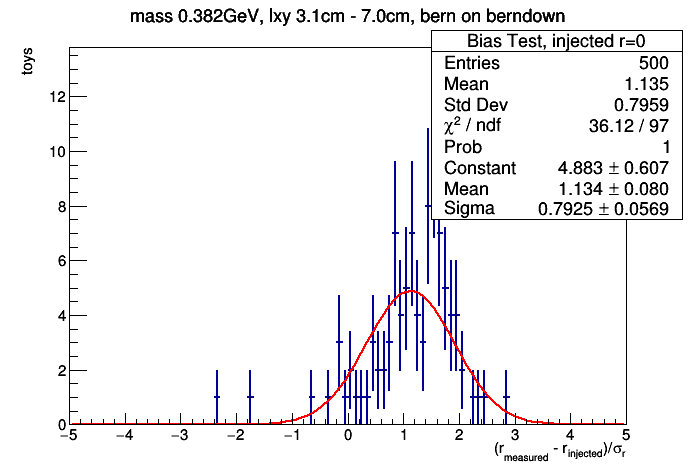 mass 0.382GeV, lxy 3.1cm - 7.0cm, bern on berndown
Bias Test, injected r=0
Entries 500
Mean 1.135
Std Dev 0.7959
χ² / ndf 36.12 / 97
Prob 1
Constant 4.883 ± 0.607
Mean 1.134 ± 0.080
Sigma 0.7925 ± 0.0569
toys
12
10
8
6
4
2
0
−5 −4 −3 −2 −1 0 1 2 3 4 5
(r_measured - r_injected)/σ_r